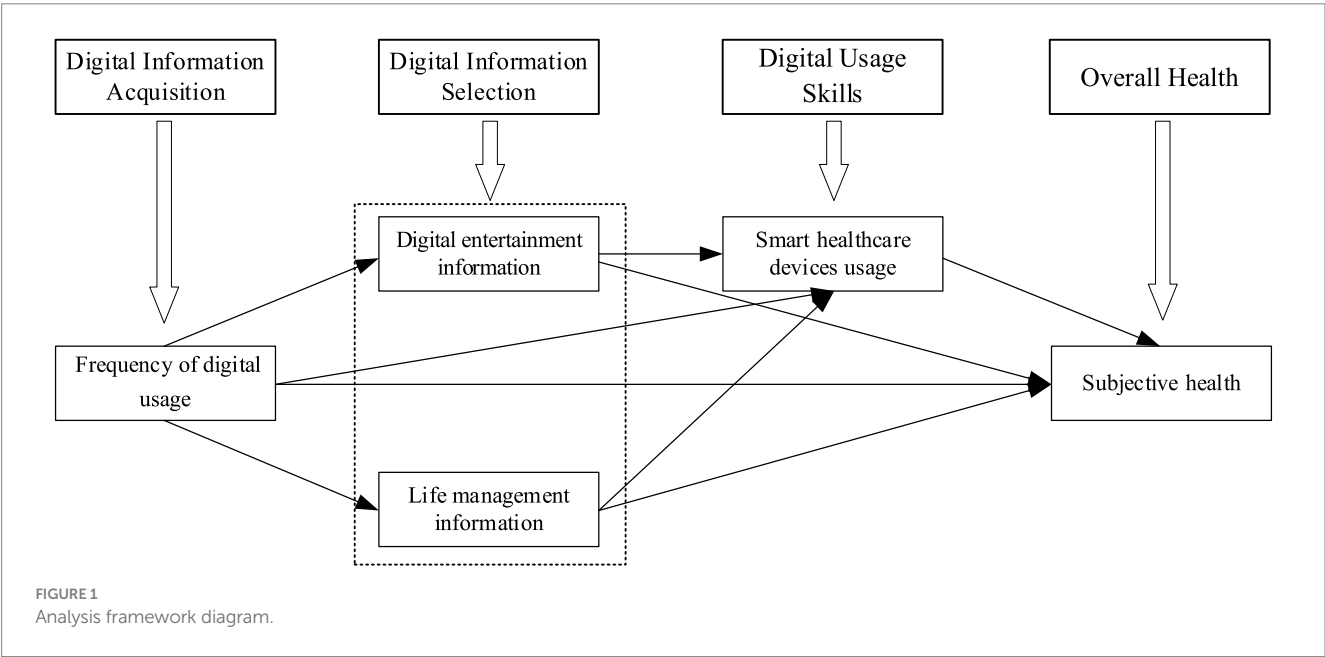 Digital Information
Acquisition
Digital Information
Selection
Digital Usage
Skills
Overall Health
Digital entertainment
information
Smart healthcare
devices usage
Frequency of digital
usage
Subjective health
Life management
information
FIGURE 1
Analysis framework diagram.